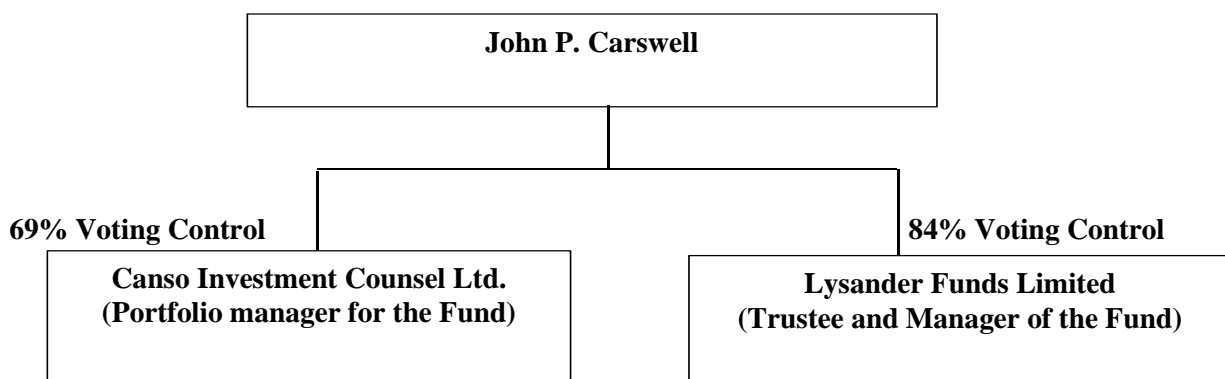 John P. Carswell
69% Voting Control
84% Voting Control
Canso Investment Counsel Ltd.
(Portfolio manager for the Fund)
Lysander Funds Limited
(Trustee and Manager of the Fund)